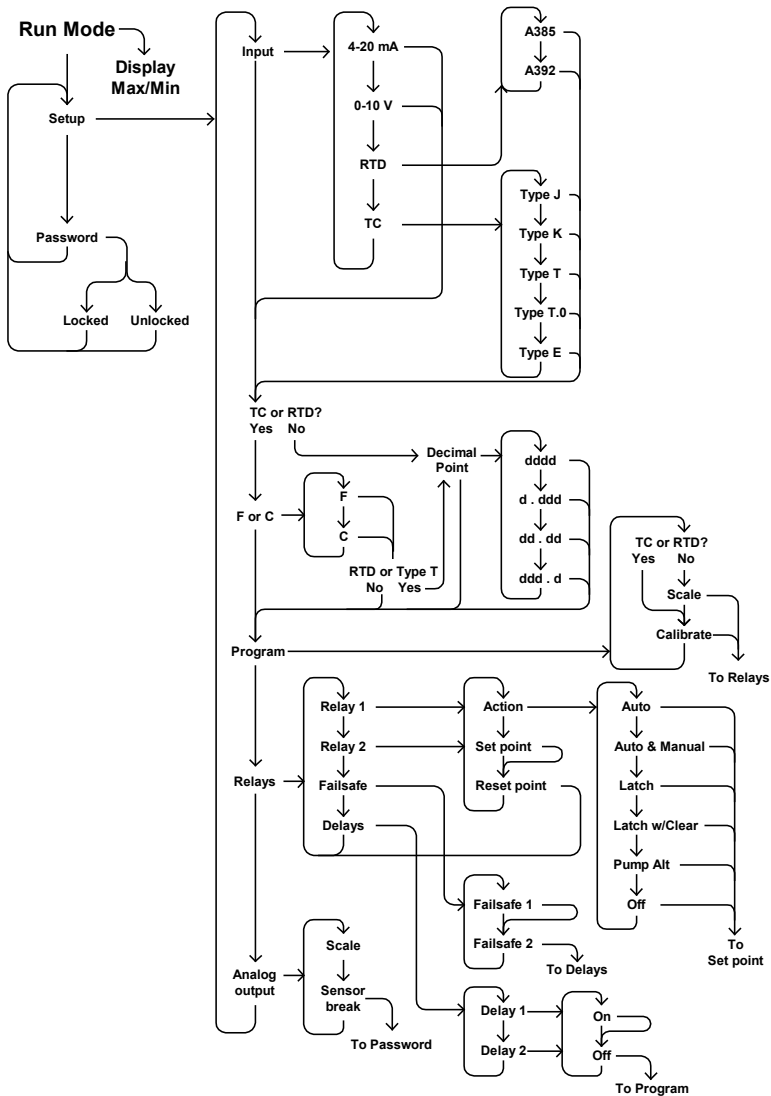 Run Mode
Display
Max/Min
Setup
Password
Locked
Unlocked
Input
4-20 mA
0-10 V
RTD
TC
A385
A392
Type J
Type K
Type T
Type T.0
Type E
TC or RTD?
Yes No
F or C
F
C
RTD or Type T
No Yes
Decimal
Point
dddd
d . ddd
dd . dd
ddd . d
Program
TC or RTD?
Yes No
Scale
Calibrate
To Relays
Relays
Relay 1
Relay 2
Failsafe
Delays
Action
Set point
Reset point
Auto
Auto & Manual
Latch
Latch w/Clear
Pump Alt
Off
To
Set point
Failsafe 1
Failsafe 2
To Delays
Analog
output
Scale
Sensor
break
To Password
Delay 1
Delay 2
On
Off
To Program